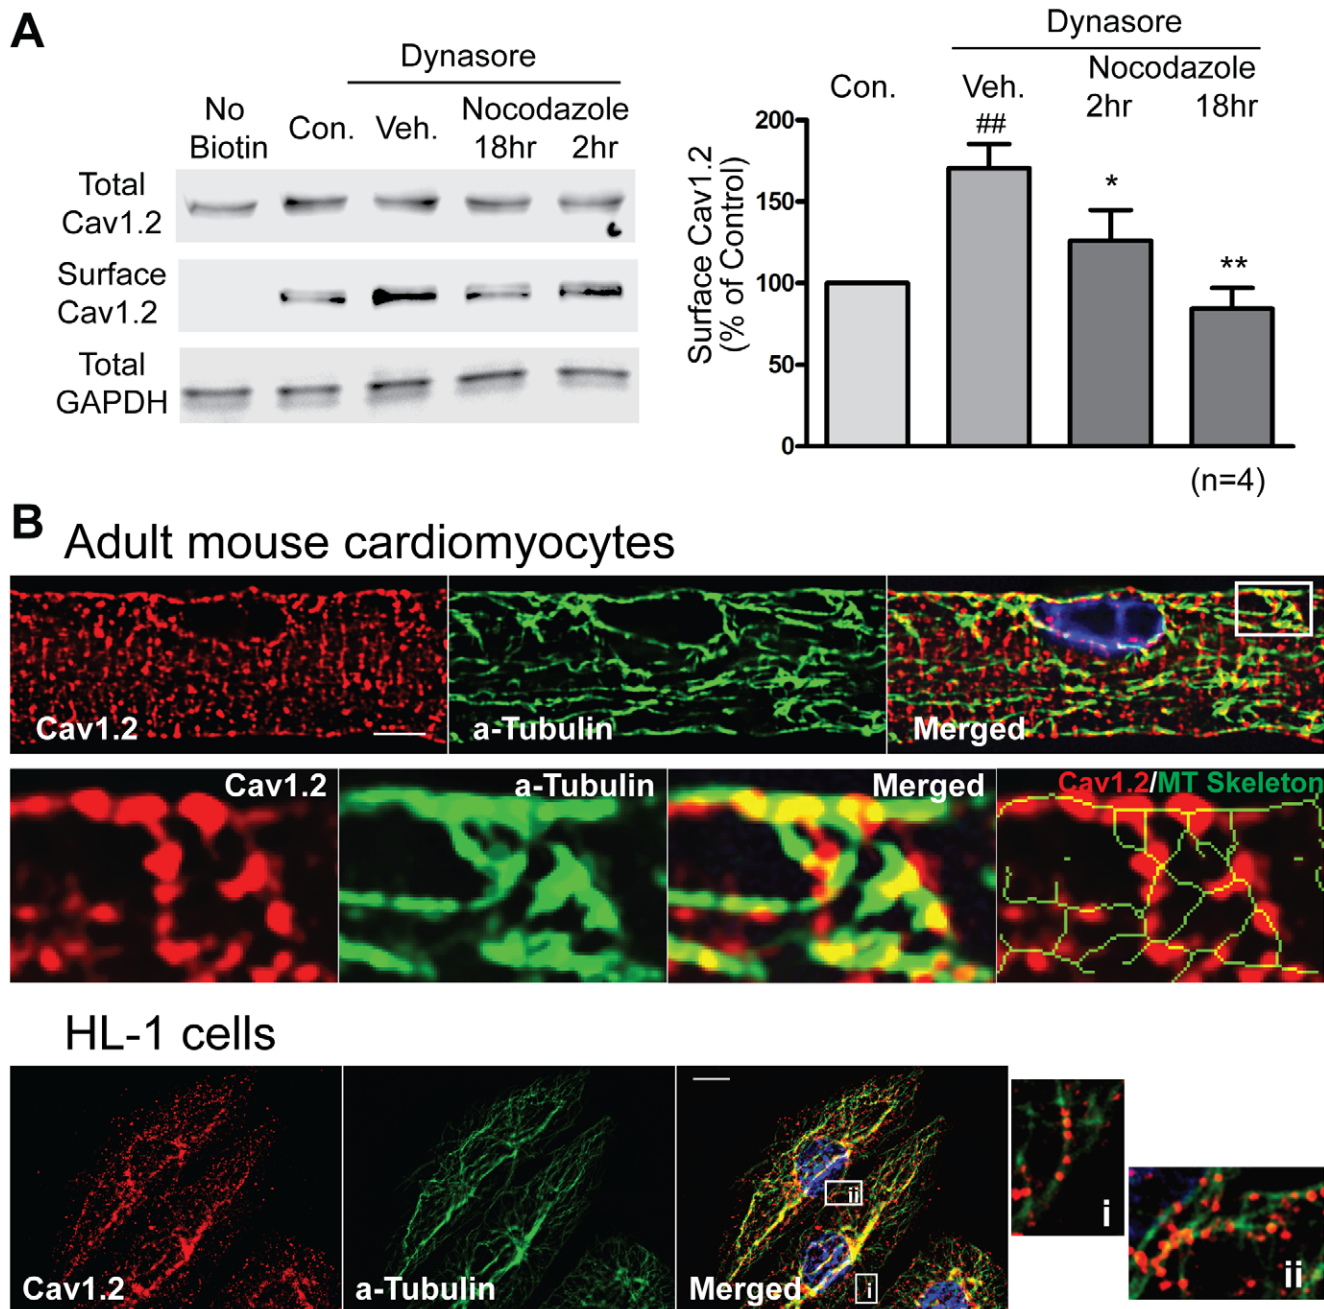 A
Dynasore
No
Biotin
Con.
Veh.
Nocodazole
18hr
2hr
Total
Cav1.2
Surface
Cav1.2
Total
GAPDH
Dynasore
Con.
Veh.
Nocodazole
2hr
18hr
##
*
**
Surface Cav1.2
(% of Control)
200
150
100
50
0
(n=4)
B
Adult mouse cardiomyocytes
Cav1.2
a-Tubulin
Merged
Cav1.2
a-Tubulin
Merged
Cav1.2/MT Skeleton
HL-1 cells
Cav1.2
a-Tubulin
Merged
ii
i
i
ii